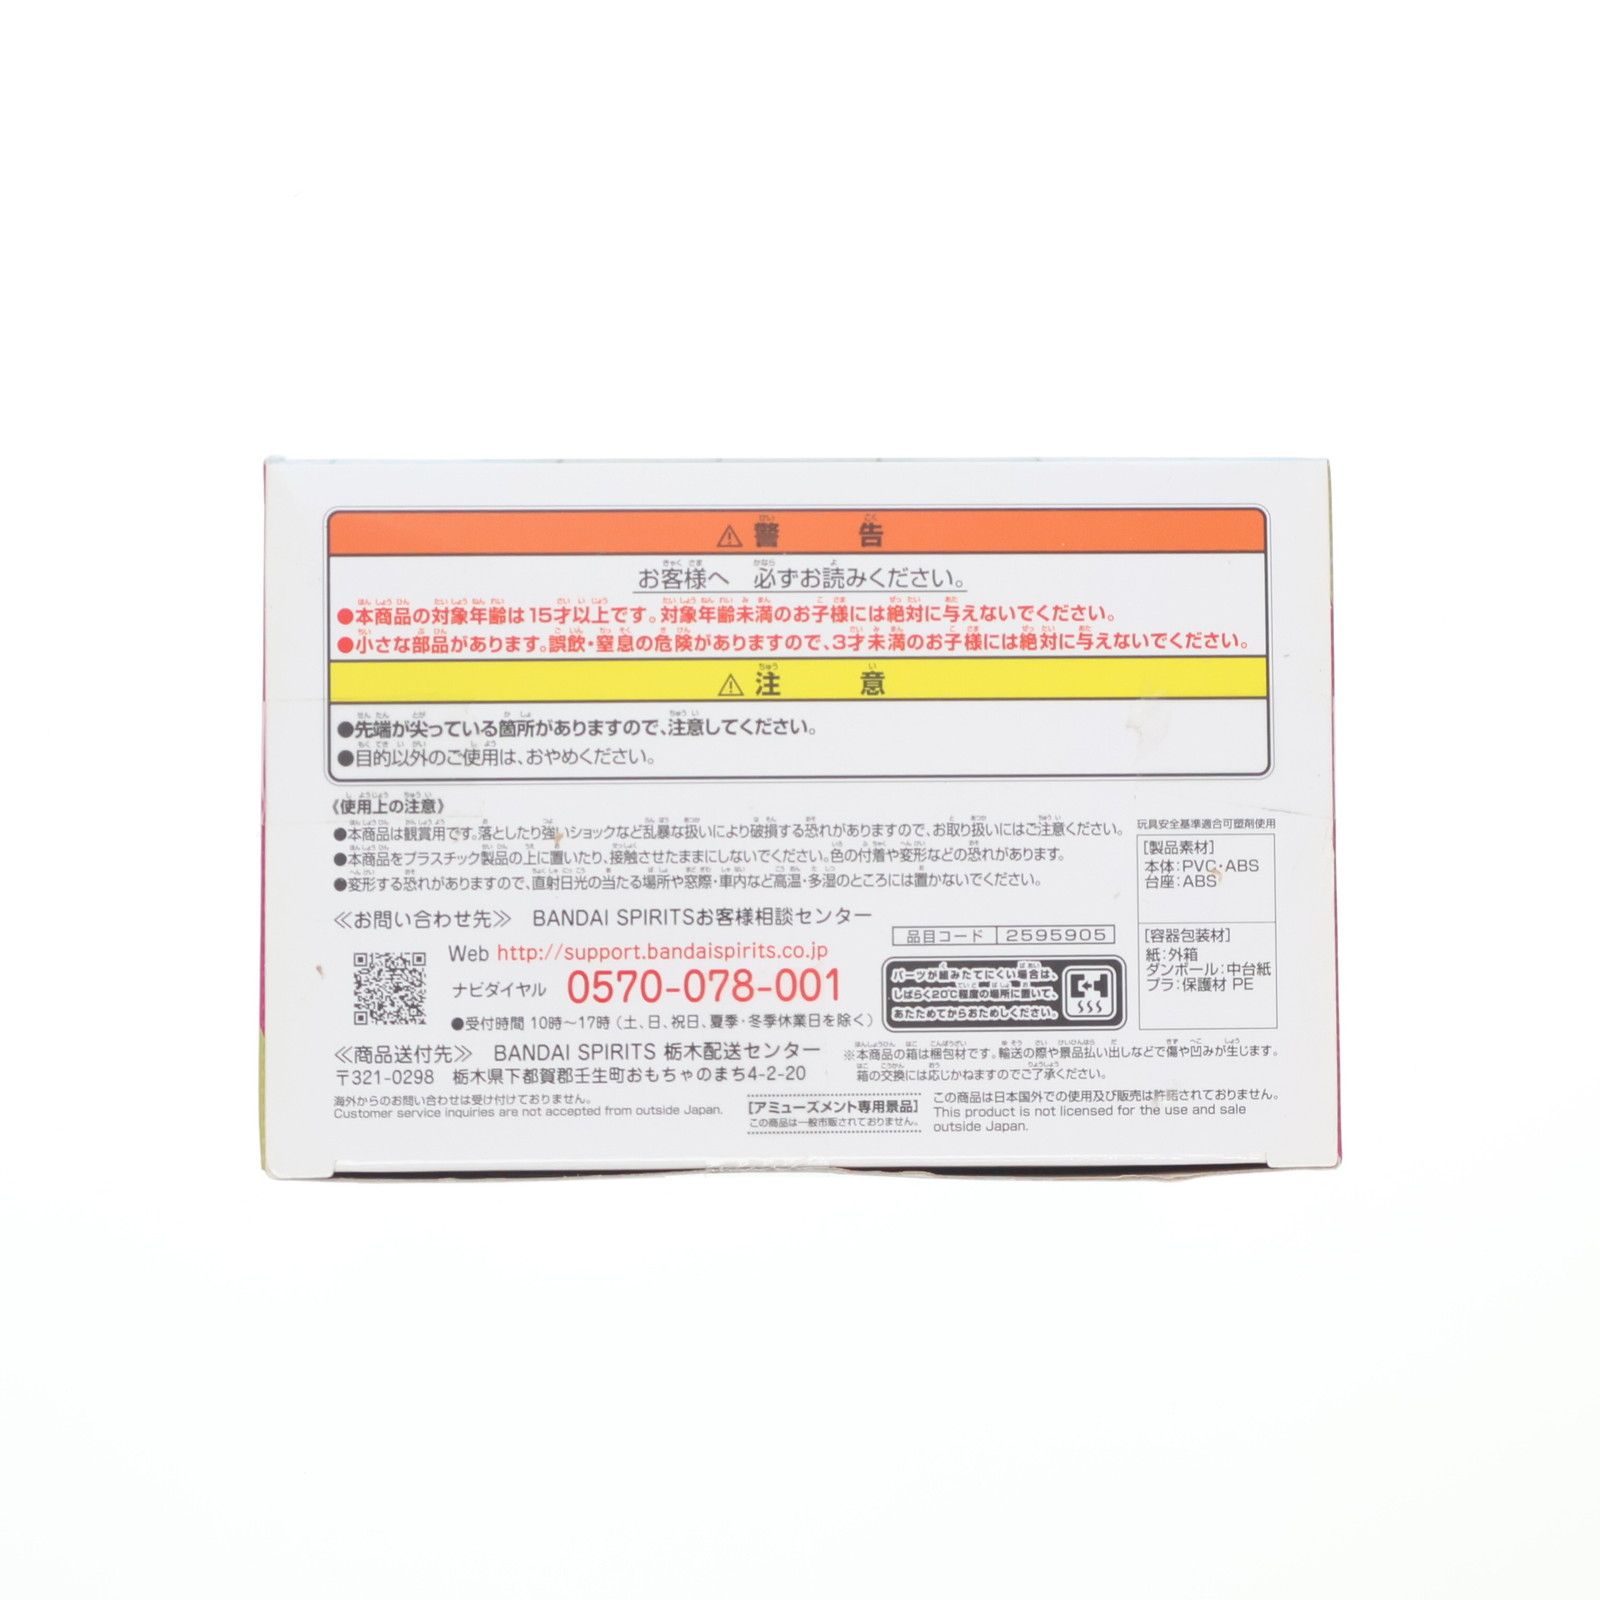 ⚠警告
お客様へ 必ずお読みください。
●本商品の対象年齢は15才以上です。対象年齢未満のお子様には絶対に与えないでください。
●小さな部品があります。誤飲・窒息の危険がありますので、3才未満のお子様には絶対に与えないでください。
⚠注意
●先端が尖っている箇所がありますので、注意してください。
●目的以外のご使用は、おやめください。
《使用上の注意》
●本商品は観賞用です。落としたり強いショックなど乱暴な扱いにより破損する恐れがありますので、お取り扱いにはご注意ください。
●本商品をプラスチック製品の上に置いたり、接触させたままにしないでください。色の付着や変形などの恐れがあります。
●変形する恐れがありますので、直射日光の当たる場所や窓際・車内など高温・多湿のところには置かないでください。
玩具安全基準適合可塑剤使用
[製品素材]
本体:PVC・ABS
台座:ABS
[容器包装材]
紙:外箱
ダンボール:中台紙
プラ:保護材 PE
≪お問い合わせ先≫ BANDAI SPIRITSお客様相談センター
Web http://support.bandaispirits.co.jp
ナビダイヤル 0570-078-001
●受付時間 10時〜17時(土、日、祝日、夏季・冬季休業日を除く)
品目コード 2595905
パーツが組みたてにくい場合は、
しばらく20℃程度の場所に置いて、
あたためてからおためしください。
≪商品送付先≫ BANDAI SPIRITS 栃木配送センター
〒321-0298 栃木県下都賀郡壬生町おもちゃのまち4-2-20
※本商品の箱は梱包材です。輸送の際や景品払い出しなどで傷や凹みが生じます。
箱の交換には応じかねますのでご了承ください。
海外からのお問い合わせは受け付けておりません。
Customer service inquiries are not accepted from outside Japan.
[アミューズメント専用景品]
この商品は一般市販されておりません。
この商品は日本国外での使用及び販売は許諾されておりません。
This product is not licensed for the use and sale
outside Japan.